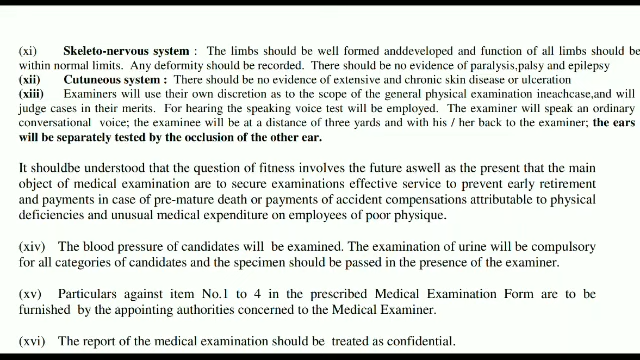 (xi) Skeleto-nervous system : The limbs should be well formed anddeveloped and function of all limbs should be
within normal limits. Any deformity should be recorded. There should be no evidence of paralysis,palsy and epilepsy
(xii) Cutuneous system : There should be no evidence of extensive and chronic skin disease or ulceration
(xiii) Examiners will use their own discretion as to the scope of the general physical examination ineachcase,and will
judge cases in their merits. For hearing the speaking voice test will be employed. The examiner will speak an ordinary
conversational voice; the examinee will be at a distance of three yards and with his / her back to the examiner; the ears
will be separately tested by the occlusion of the other ear.
It shouldbe understood that the question of fitness involves the future aswell as the present that the main
object of medical examination are to secure examinations effective service to prevent early retirement
and payments in case of pre-mature death or payments of accident compensations attributable to physical
deficiencies and unusual medical expenditure on employees of poor physique.
(xiv) The blood pressure of candidates will be examined. The examination of urine will be compulsory
for all categories of candidates and the specimen should be passed in the presence of the examiner.
(xv) Particulars against item No.1 to 4 in the prescribed Medical Examination Form are to be
furnished by the appointing authorities concerned to the Medical Examiner.
(xvi) The report of the medical examination should be treated as confidential.